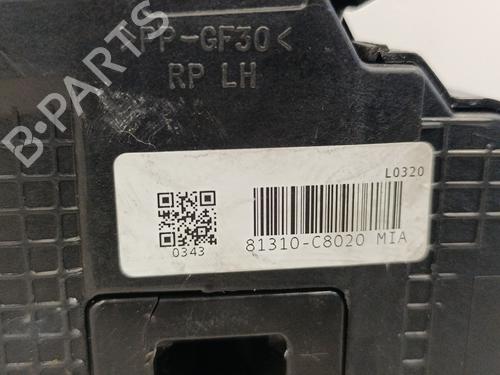 >PP-GF30<
RP LH
B-PARTS
L0320
0343
81310-C8020 MIA